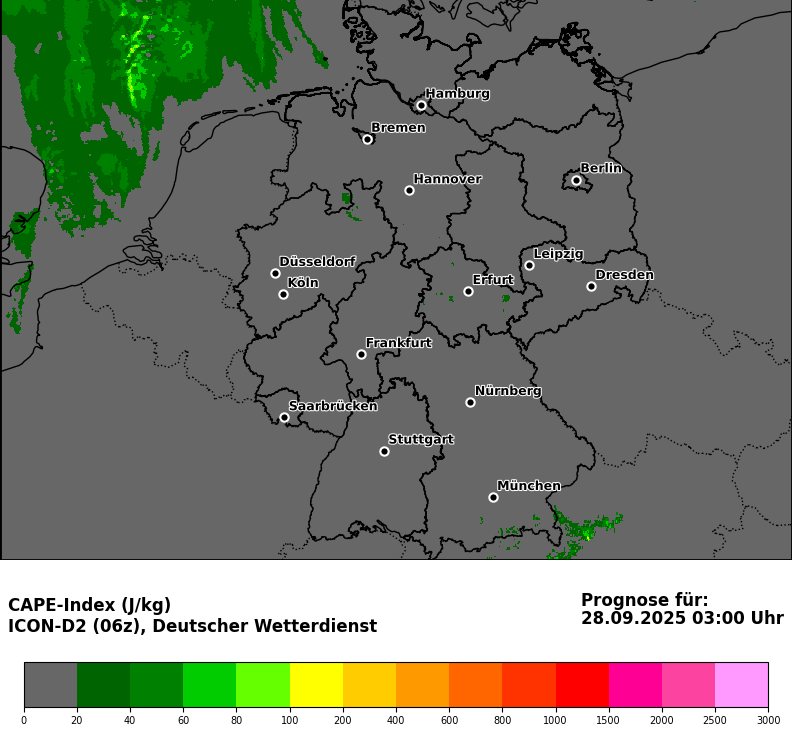 Hamburg
Bremen
Berlin
Hannover
Leipzig
Düsseldorf
Dresden
Köln
Erfurt
Frankfurt
Nürnberg
Saarbrücken
Stuttgart
München
CAPE-Index (J/kg)
ICON-D2 (06z), Deutscher Wetterdienst
Prognose für:
28.09.2025 03:00 Uhr
0 20 40 60 80 100 200 400 600 800 1000 1500 2000 2500 3000